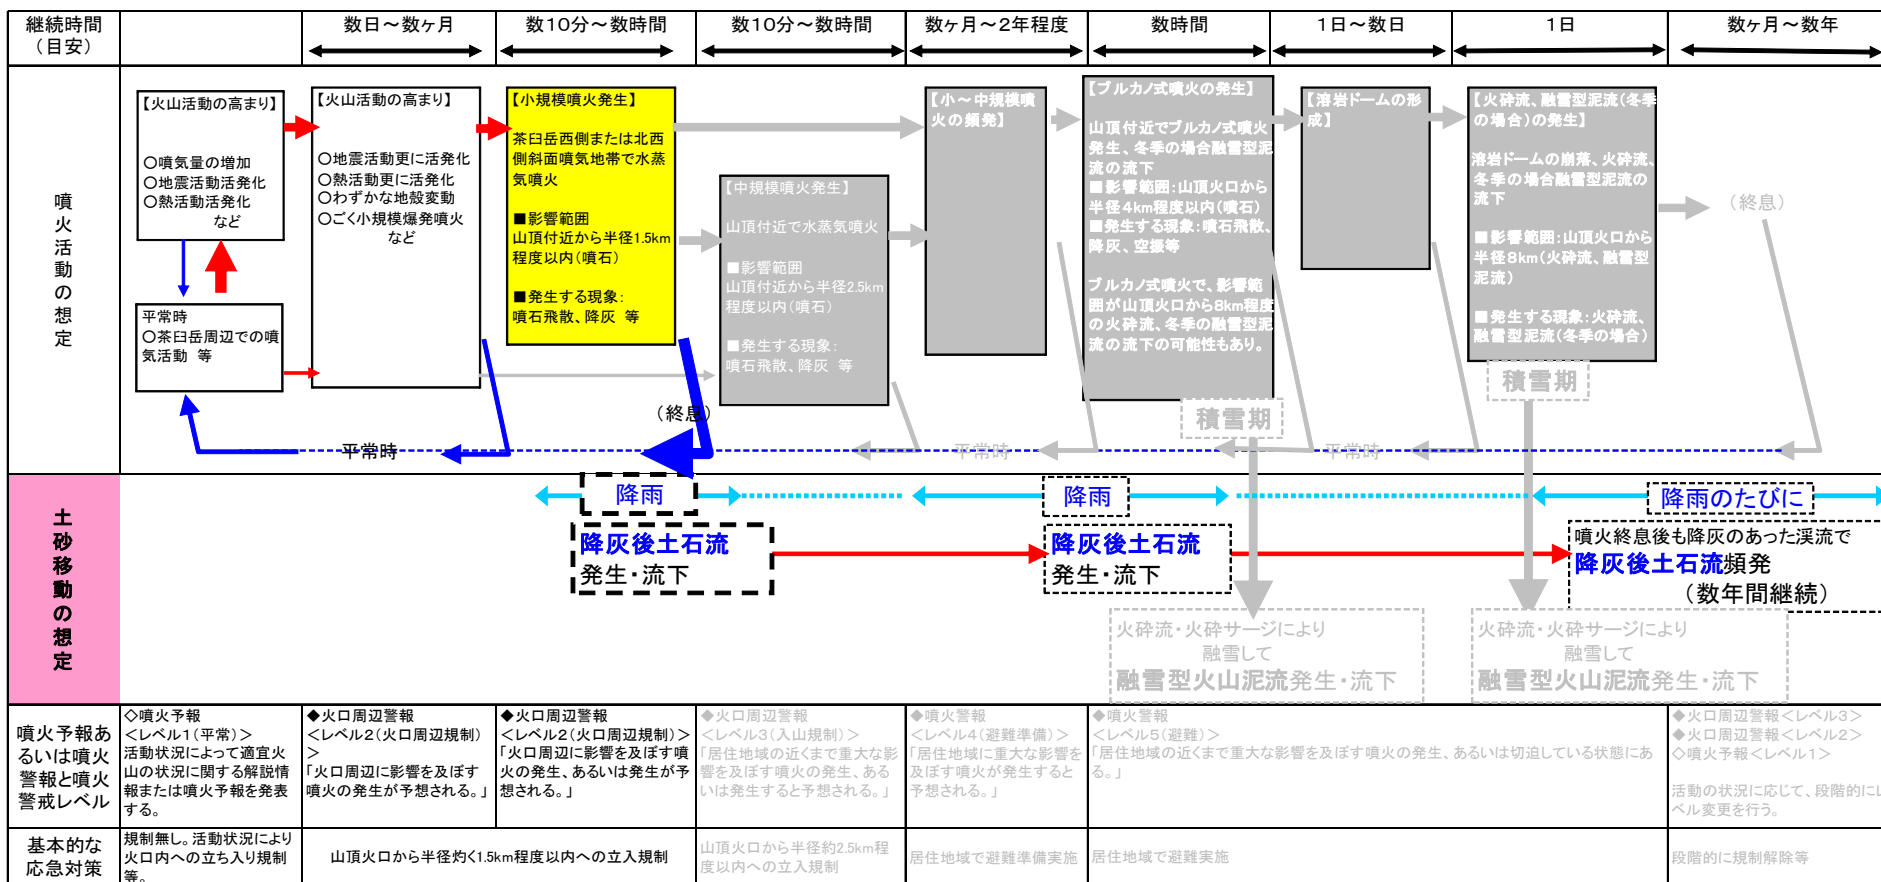 継続時間
（目安）
数日～数ヶ月
数10分～数時間
数10分～数時間
数ヶ月～2年程度
数時間
1日～数日
1日
数ヶ月～数年
噴火活動の想定
【火山活動の高まり】
○噴気量の増加
○地震活動活発化
○熱活動活発化
など
平常時
○茶臼岳周辺での噴
気活動 等
【火山活動の高まり】
○地震活動更に活発化
○熱活動更に活発化
○わずかな地殻変動
○ごく小規模爆発噴火
など
【小規模噴火発生】
茶臼岳西側または北西
側斜面噴気地帯で水蒸
気噴火
■影響範囲
山頂付近から半径1.5km
程度以内（噴石）
■発生する現象：
噴石飛散、降灰 等
【中規模噴火発生】
山頂付近で水蒸気噴火
■影響範囲
山頂付近から半径2.5km
程度以内（噴石）
■発生する現象：
噴石飛散、降灰 等
【小～中規模噴
火の頻発】
【ブルカノ式噴火の発生】
山頂付近でブルカノ式噴火
発生、冬季の場合融雪型泥
流の流下
■影響範囲：山頂火口から
半径4km程度以内（噴石）
■発生する現象：噴石飛散、
降灰、空振等
ブルカノ式噴火で、影響範
囲が山頂火口から8km程度
の火砕流、冬季の融雪型泥
流の流下の可能性もあり。
【溶岩ドームの形
成】
【火砕流、融雪型泥流（冬季
の場合）の発生】
溶岩ドームの崩落、火砕流、
冬季の場合融雪型泥流の
流下
■影響範囲：山頂火口から
半径8km（火砕流、融雪型
泥流）
■発生する現象：火砕流、
融雪型泥流（冬季の場合）
（終息）
積雪期
積雪期
（終息）
平常時
平常時
平常時
土砂移動の想定
降雨
降雨
降雨のたびに
降灰後土石流
発生・流下
降灰後土石流
発生・流下
噴火終息後も降灰のあった渓流で
降灰後土石流頻発
（数年間継続）
火砕流・火砕サージにより
融雪して
融雪型火山泥流発生・流下
火砕流・火砕サージにより
融雪して
融雪型火山泥流発生・流下
噴火予報あ
るいは噴火
警報と噴火
警戒レベル
◇噴火予報
＜レベル1（平常）＞
活動状況によって適宜火
山の状況に関する解説情
報または噴火予報を発表
する。
◆火口周辺警報
＜レベル2（火口周辺規制）
＞
「火口周辺に影響を及ぼす
噴火の発生が予想される。」
◆火口周辺警報
＜レベル2（火口周辺規制）＞
「火口周辺に影響を及ぼす噴
火の発生、あるいは発生が予
想される。」
◆火口周辺警報
＜レベル3（入山規制）＞
「居住地域の近くまで重大な影
響を及ぼす噴火の発生、ある
いは発生すると予想される。」
◆噴火警報
＜レベル4（避難準備）＞
「居住地域に重大な影響を
及ぼす噴火が発生すると
予想される。」
◆噴火警報
＜レベル5（避難）＞
「居住地域の近くまで重大な影響を及ぼす噴火の発生、あるいは切迫している状態にあ
る。」
◆火口周辺警報＜レベル3＞
◆火口周辺警報＜レベル2＞
◇噴火予報＜レベル1＞
活動の状況に応じて、段階的にレ
ベル変更を行う。
基本的な
応急対策
規制無し。活動状況により
火口内への立ち入り規制
等。
山頂火口から半径灼く1.5km程度以内への立入規制
山頂火口から半径約2.5km程
度以内への立入規制
居住地域で避難準備実施
居住地域で避難実施
段階的に規制解除等